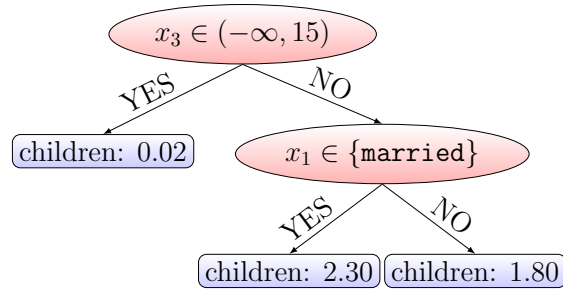 x₃ ∈ (−∞, 15)
YES
NO
children: 0.02
x₁ ∈ {married}
YES
NO
children: 2.30
children: 1.80